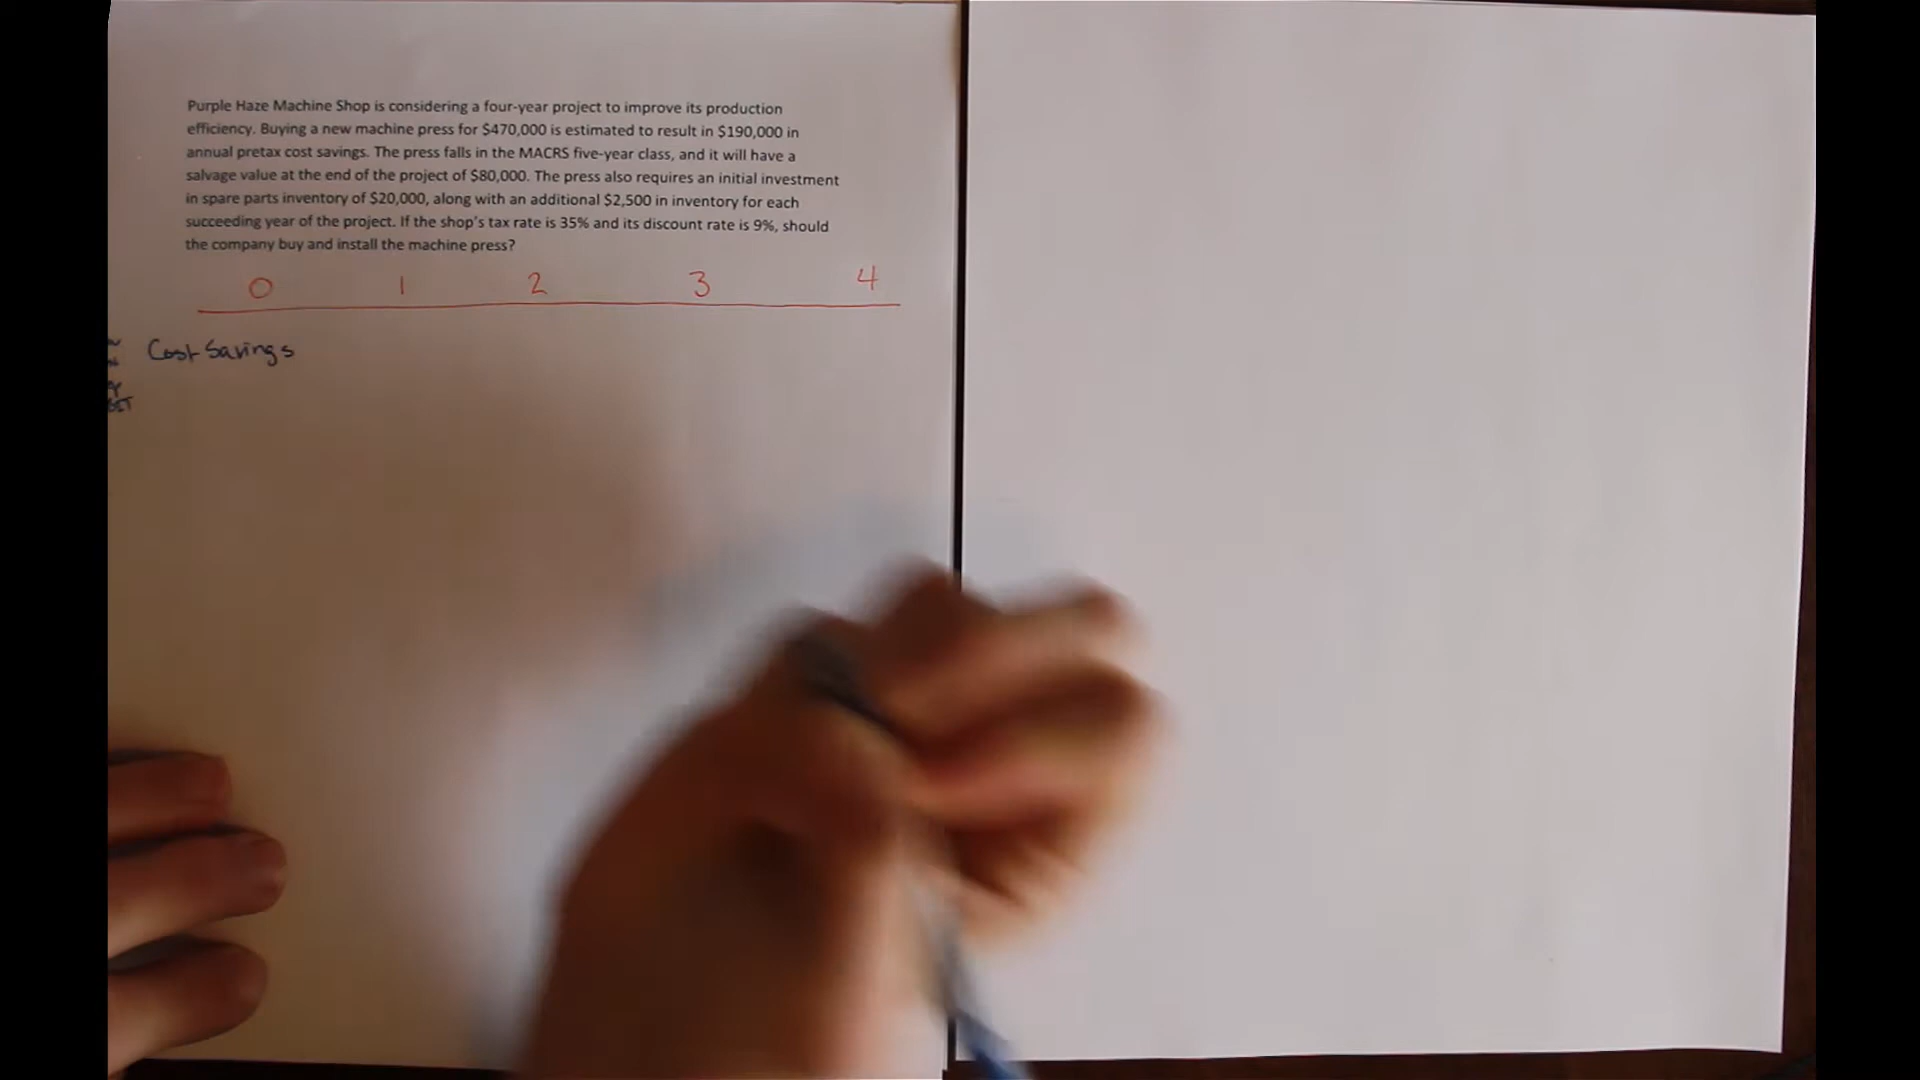 Purple Haze Machine Shop is considering a four-year project to improve its production
efficiency. Buying a new machine press for $470,000 is estimated to result in $190,000 in
annual pretax cost savings. The press falls in the MACRS five-year class, and it will have a
salvage value at the end of the project of $80,000. The press also requires an initial investment
in spare parts inventory of $20,000, along with an additional $2,500 in inventory for each
succeeding year of the project. If the shop's tax rate is 35% and its discount rate is 9%, should
the company buy and install the machine press?
0 1 2 3 4
Cost Savings